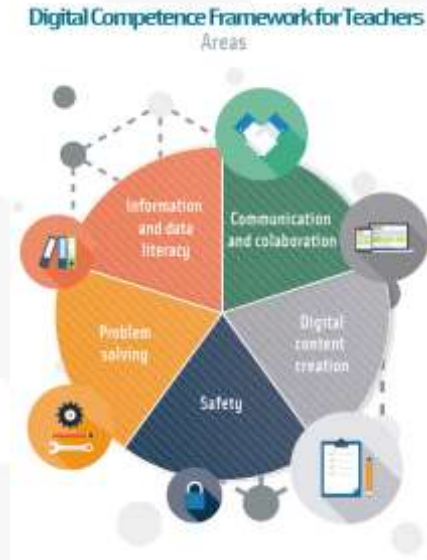 Digital Competence Framework for Teachers
Areas
Information
and data
literacy
Communication
and colaboration
Problem
solving
Digital
content
creation
Safety